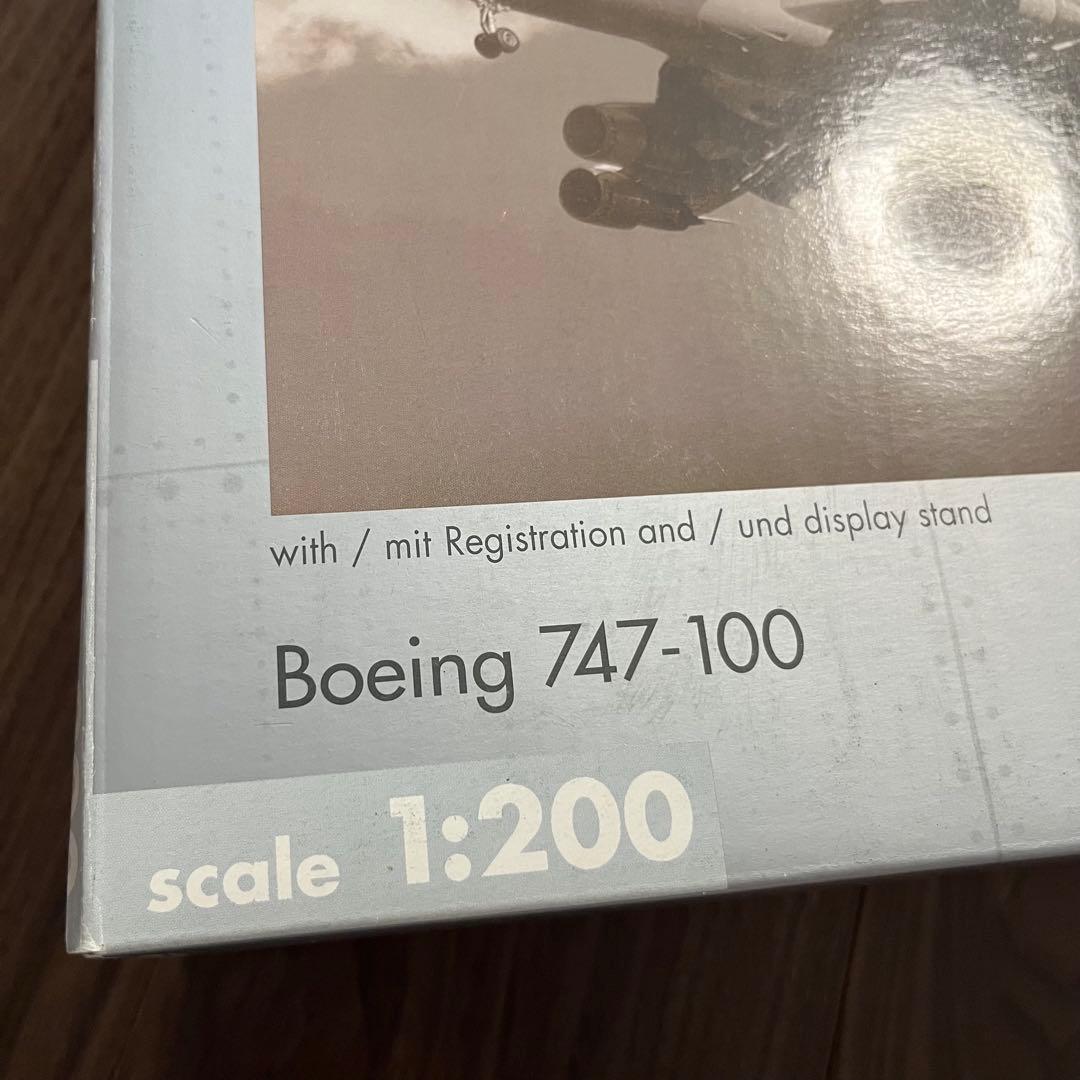 with / mit Registration and / und display stand
Boeing 747-100
scale 1:200